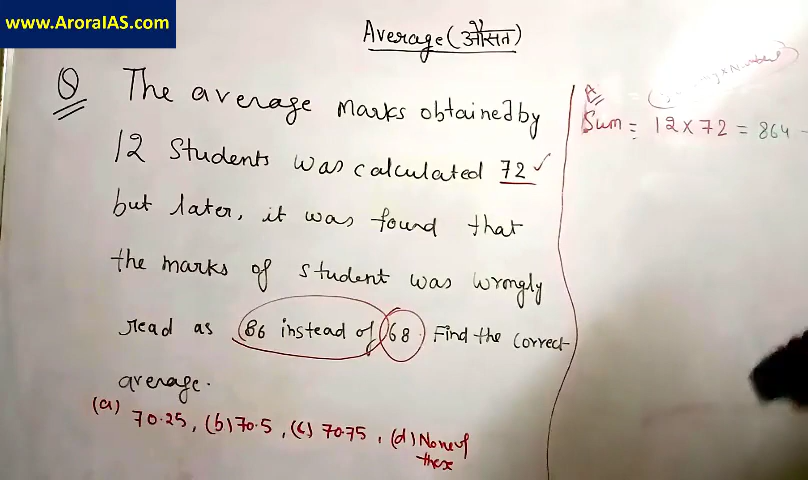 www.AroraIAS.com
Average (औसत)
Q The average marks obtained by
12 students was calculated 72 ✓
but later, it was found that
the marks of student was wrongly
read as 86 instead of 68. Find the correct
average.
(a) 70.25, (b) 70.5, (c) 70.75, (d) None of
these
A
Sum = 12 x 72 = 864 -